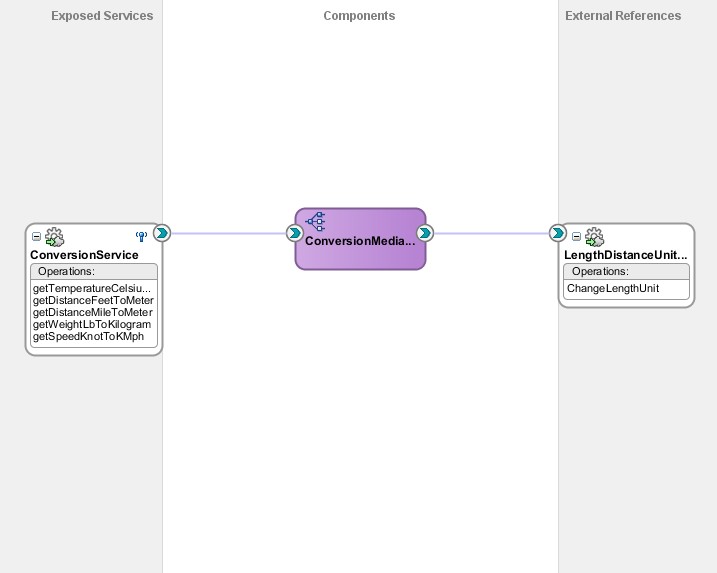 Exposed Services
Components
External References
ConversionService
Operations:
getTemperatureCelsiu...
getDistanceFeetToMeter
getDistanceMileToMeter
getWeightLbToKilogram
getSpeedKnotToKMph
ConversionMedia...
LengthDistanceUnit...
Operations:
ChangeLengthUnit